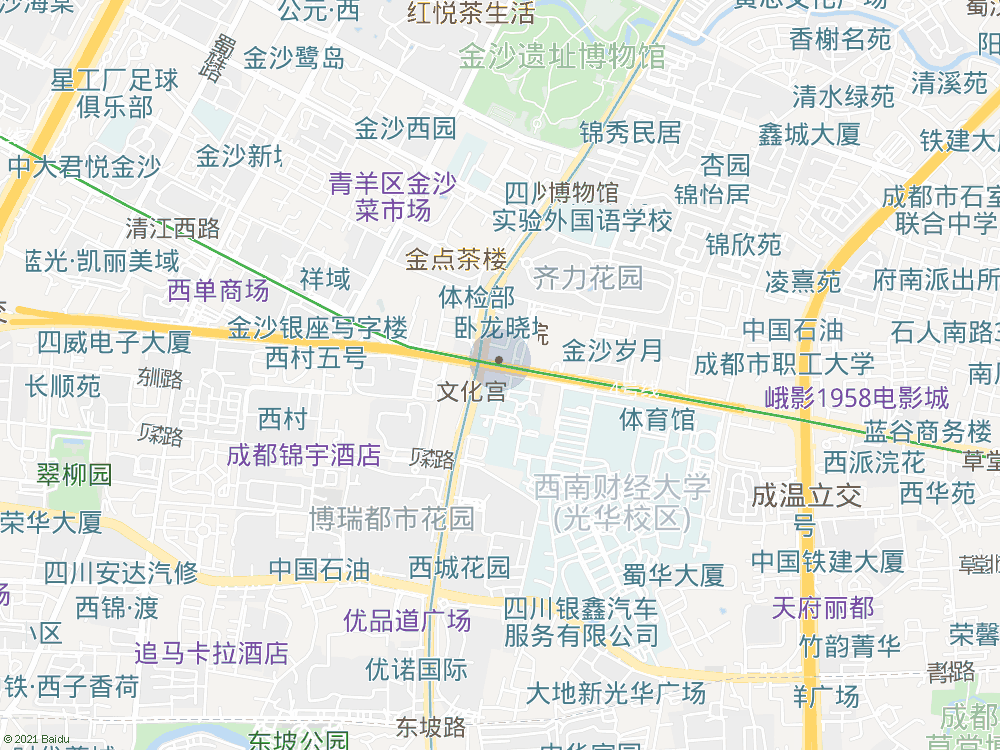 公元·西
红悦茶生活
金沙鹭岛
金沙遗址博物馆
香榭名苑
星工厂足球
俱乐部
清溪苑
清水绿苑
金沙西园
锦秀民居
鑫城大厦
中大君悦金沙
杏园
青羊区金沙
菜市场
博物馆
锦怡居
成都市石室
联合中学
实验外国语学校
清江西路
锦欣苑
金点茶楼
蓝光·凯丽美域
祥域
齐力花园
凌熹苑
府南派出所
西单商场
体检部
金沙银座写字楼
中国石油
石人南路
四威电子大厦
西村五号
金沙岁月
成都市职工大学
长顺苑
文化宫
峨影1958电影城
西村
体育馆
蓝谷商务楼
成都锦宇酒店
西派浣花
翠柳园
西南财经大学
(光华校区)
成温立交
西华苑
博瑞都市花园
荣华大厦
号
中国石油
西城花园
中国铁建大厦
四川安达汽修
蜀华大厦
西锦·渡
四川银鑫汽车
服务有限公司
天府丽都
优品道广场
竹韵菁华
追马卡拉酒店
优诺国际
中铁·西子香荷
大地新光华广场
东坡路
东坡公园
© 2021 Baidu